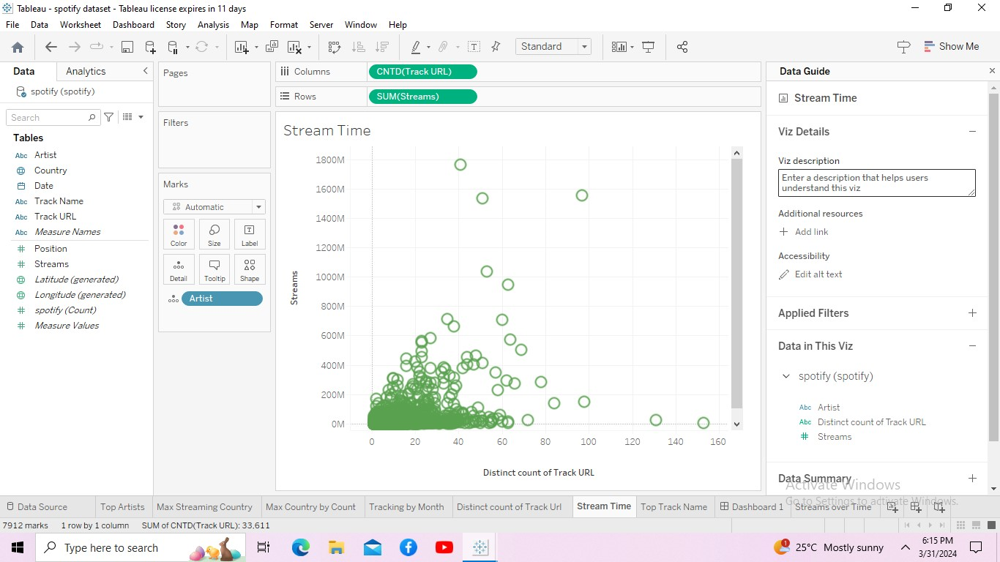 Tableau - spotify dataset - Tableau license expires in 11 days
File Data Worksheet Dashboard Story Analysis Map Format Server Window Help
Standard
Show Me
Data Analytics
spotify (spotify)
Search
Tables
Abc Artist
Country
Date
Abc Track Name
Abc Track URL
Abc Measure Names
# Position
# Streams
Latitude (generated)
Longitude (generated)
# spotify (Count)
# Measure Values
Pages
Filters
Marks
Automatic
Color Size Label
Detail Tooltip Shape
Artist
Columns CNTD(Track URL)
Rows SUM(Streams)
Stream Time
Streams
1800M
1600M
1400M
1200M
1000M
800M
600M
400M
200M
0M
0 20 40 60 80 100 120 140 160
Distinct count of Track URL
Data Guide
Stream Time
Viz Details
Viz description
Enter a description that helps users
understand this viz
Additional resources
Add link
Accessibility
Edit alt text
Applied Filters
Data in This Viz
spotify (spotify)
Abc Artist
Abc Distinct count of Track URL
# Streams
Data Summary
Activate Windows
Go to Settings to activate Windows.
Data Source Top Artists Max Streaming Country Max Country by Count Tracking by Month Distinct count of Track Url Stream Time Top Track Name Dashboard 1 Streams over Time
7912 marks 1 row by 1 column SUM of CNTD(Track URL): 33,611
Type here to search
1
25°C Mostly sunny
6:15 PM
3/31/2024